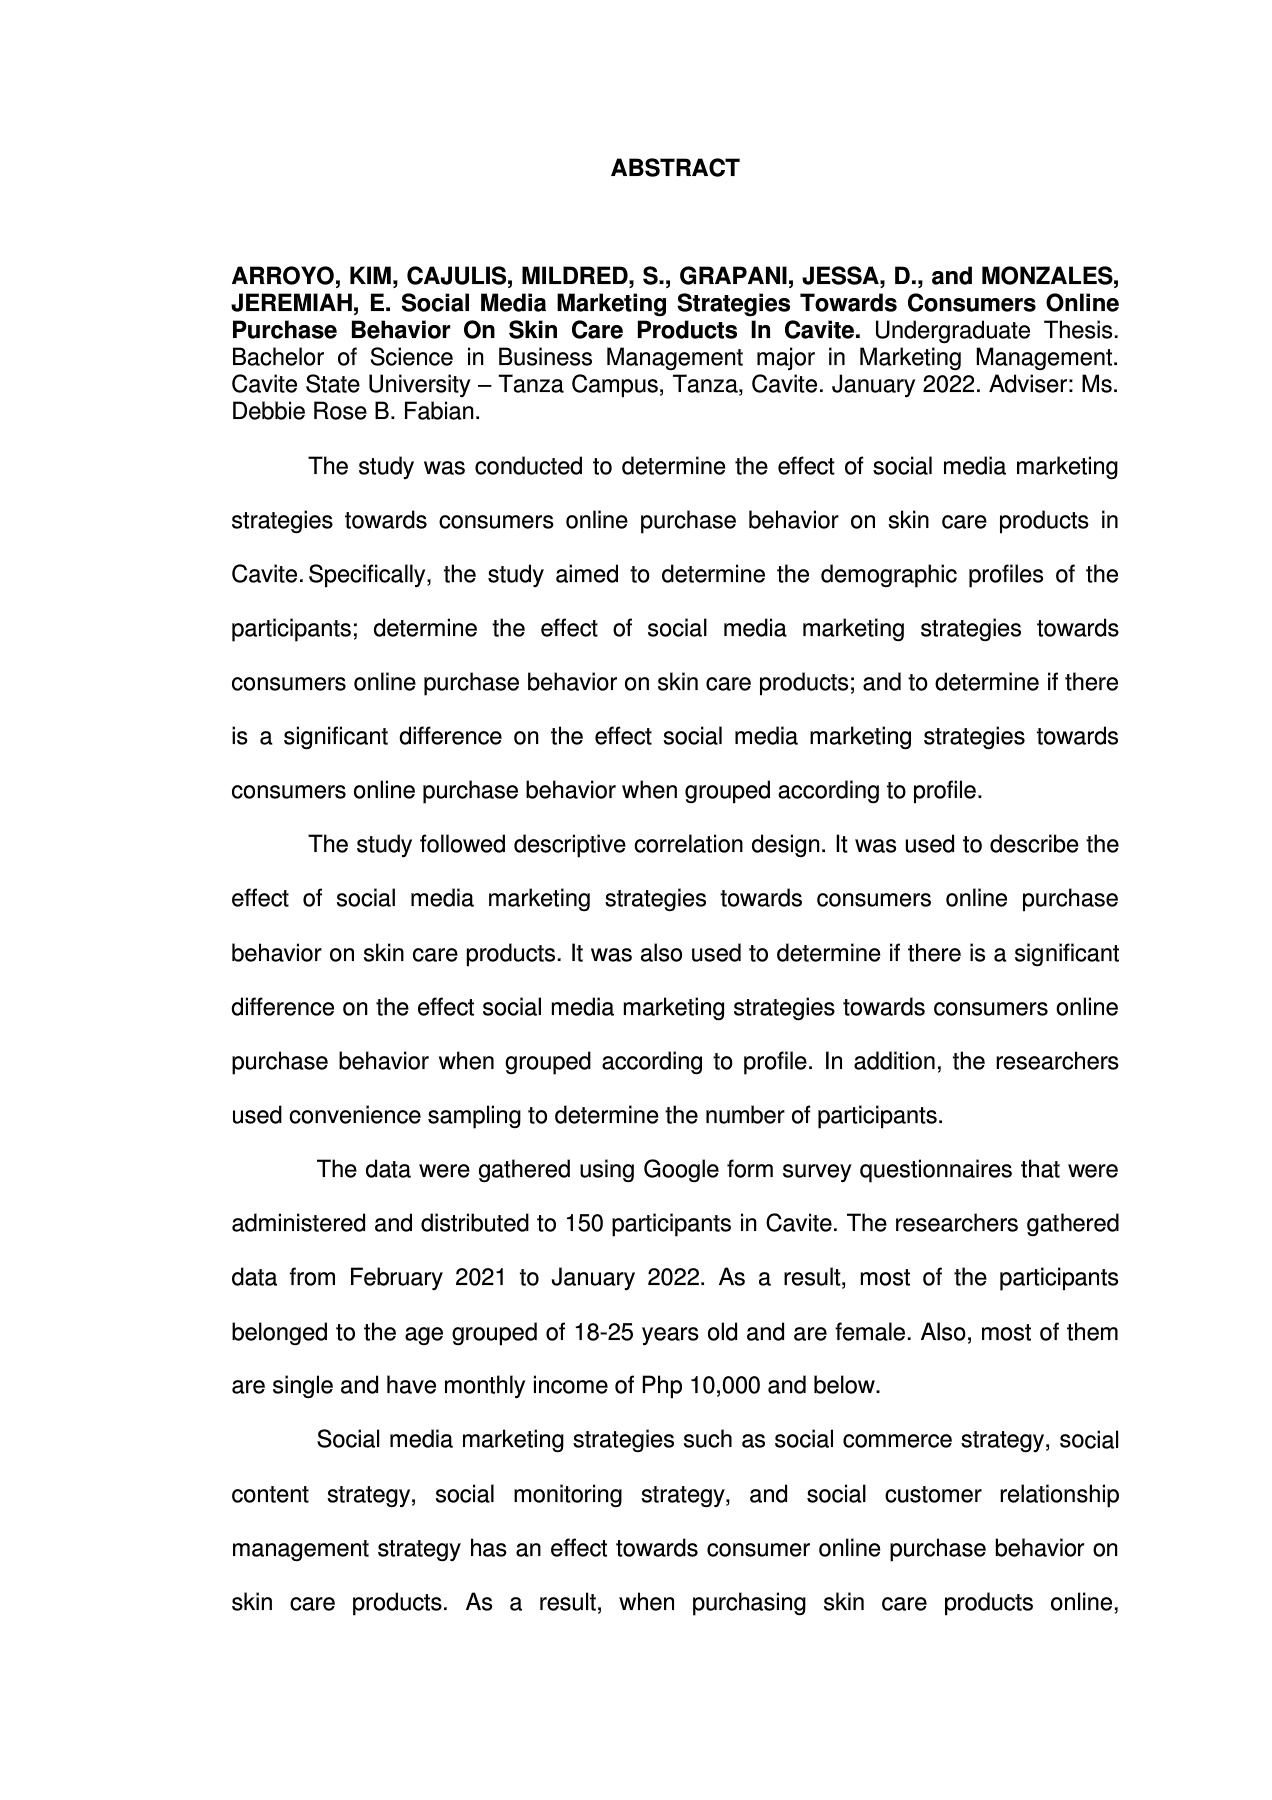 ABSTRACT
ARROYO, KIM, CAJULIS, MILDRED, S., GRAPANI, JESSA, D., and MONZALES,
JEREMIAH, E. Social Media Marketing Strategies Towards Consumers Online
Purchase Behavior On Skin Care Products In Cavite. Undergraduate Thesis.
Bachelor of Science in Business Management major in Marketing Management.
Cavite State University – Tanza Campus, Tanza, Cavite. January 2022. Adviser: Ms.
Debbie Rose B. Fabian.
The study was conducted to determine the effect of social media marketing
strategies towards consumers online purchase behavior on skin care products in
Cavite. Specifically, the study aimed to determine the demographic profiles of the
participants; determine the effect of social media marketing strategies towards
consumers online purchase behavior on skin care products; and to determine if there
is a significant difference on the effect social media marketing strategies towards
consumers online purchase behavior when grouped according to profile.
The study followed descriptive correlation design. It was used to describe the
effect of social media marketing strategies towards consumers online purchase
behavior on skin care products. It was also used to determine if there is a significant
difference on the effect social media marketing strategies towards consumers online
purchase behavior when grouped according to profile. In addition, the researchers
used convenience sampling to determine the number of participants.
The data were gathered using Google form survey questionnaires that were
administered and distributed to 150 participants in Cavite. The researchers gathered
data from February 2021 to January 2022. As a result, most of the participants
belonged to the age grouped of 18-25 years old and are female. Also, most of them
are single and have monthly income of Php 10,000 and below.
Social media marketing strategies such as social commerce strategy, social
content strategy, social monitoring strategy, and social customer relationship
management strategy has an effect towards consumer online purchase behavior on
skin care products. As a result, when purchasing skin care products online,